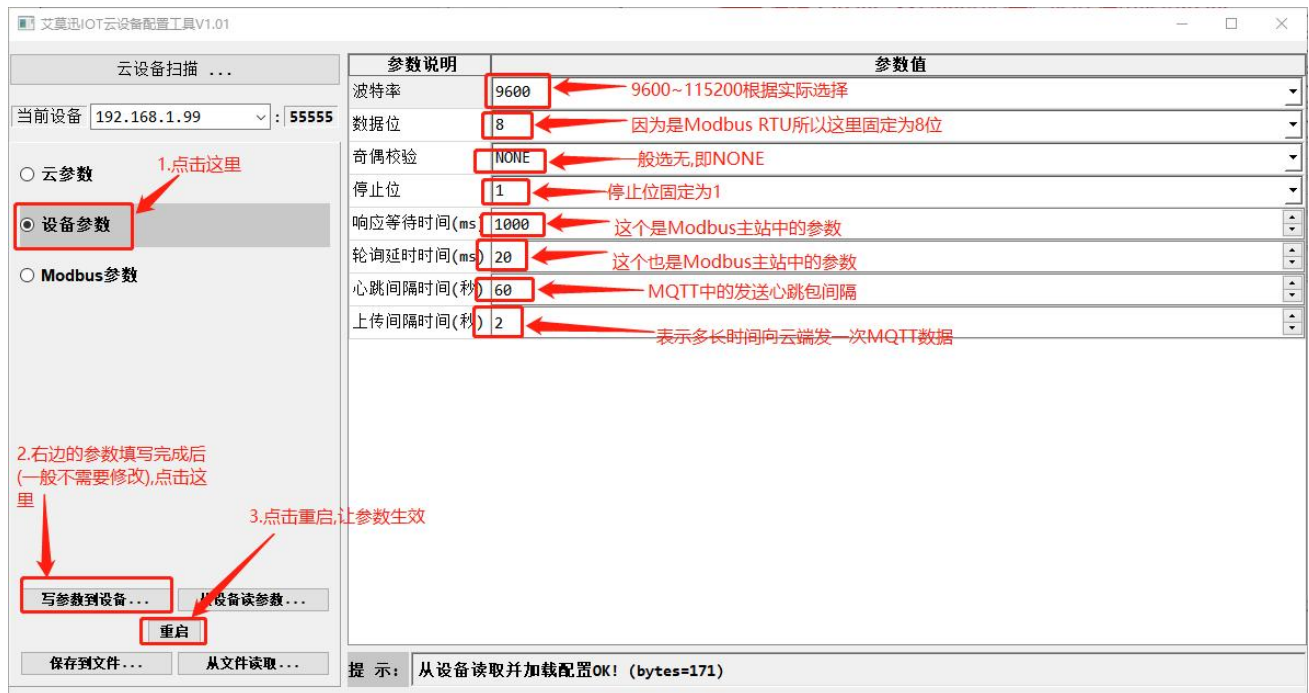 艾莫迅IOT云设备配置工具V1.01
云设备扫描 ...
当前设备 192.168.1.99 : 55555
云参数
1.点击这里
设备参数
Modbus参数
2.右边的参数填写完成后
(一般不需要修改),点击这
里
3.点击重启,让参数生效
写参数到设备... 从设备读参数...
重启
保存到文件... 从文件读取...
参数说明 参数值
波特率 9600 9600~115200根据实际选择
数据位 8 因为是Modbus RTU所以这里固定为8位
奇偶校验 NONE 一般选无,即NONE
停止位 1 停止位固定为1
响应等待时间(ms) 1000 这个是Modbus主站中的参数
轮询延时时间(ms) 20 这个也是Modbus主站中的参数
心跳间隔时间(秒) 60 MQTT中的发送心跳包间隔
上传间隔时间(秒) 2 表示多长时间向云端发一次MQTT数据
提 示: 从设备读取并加载配置OK! (bytes=171)